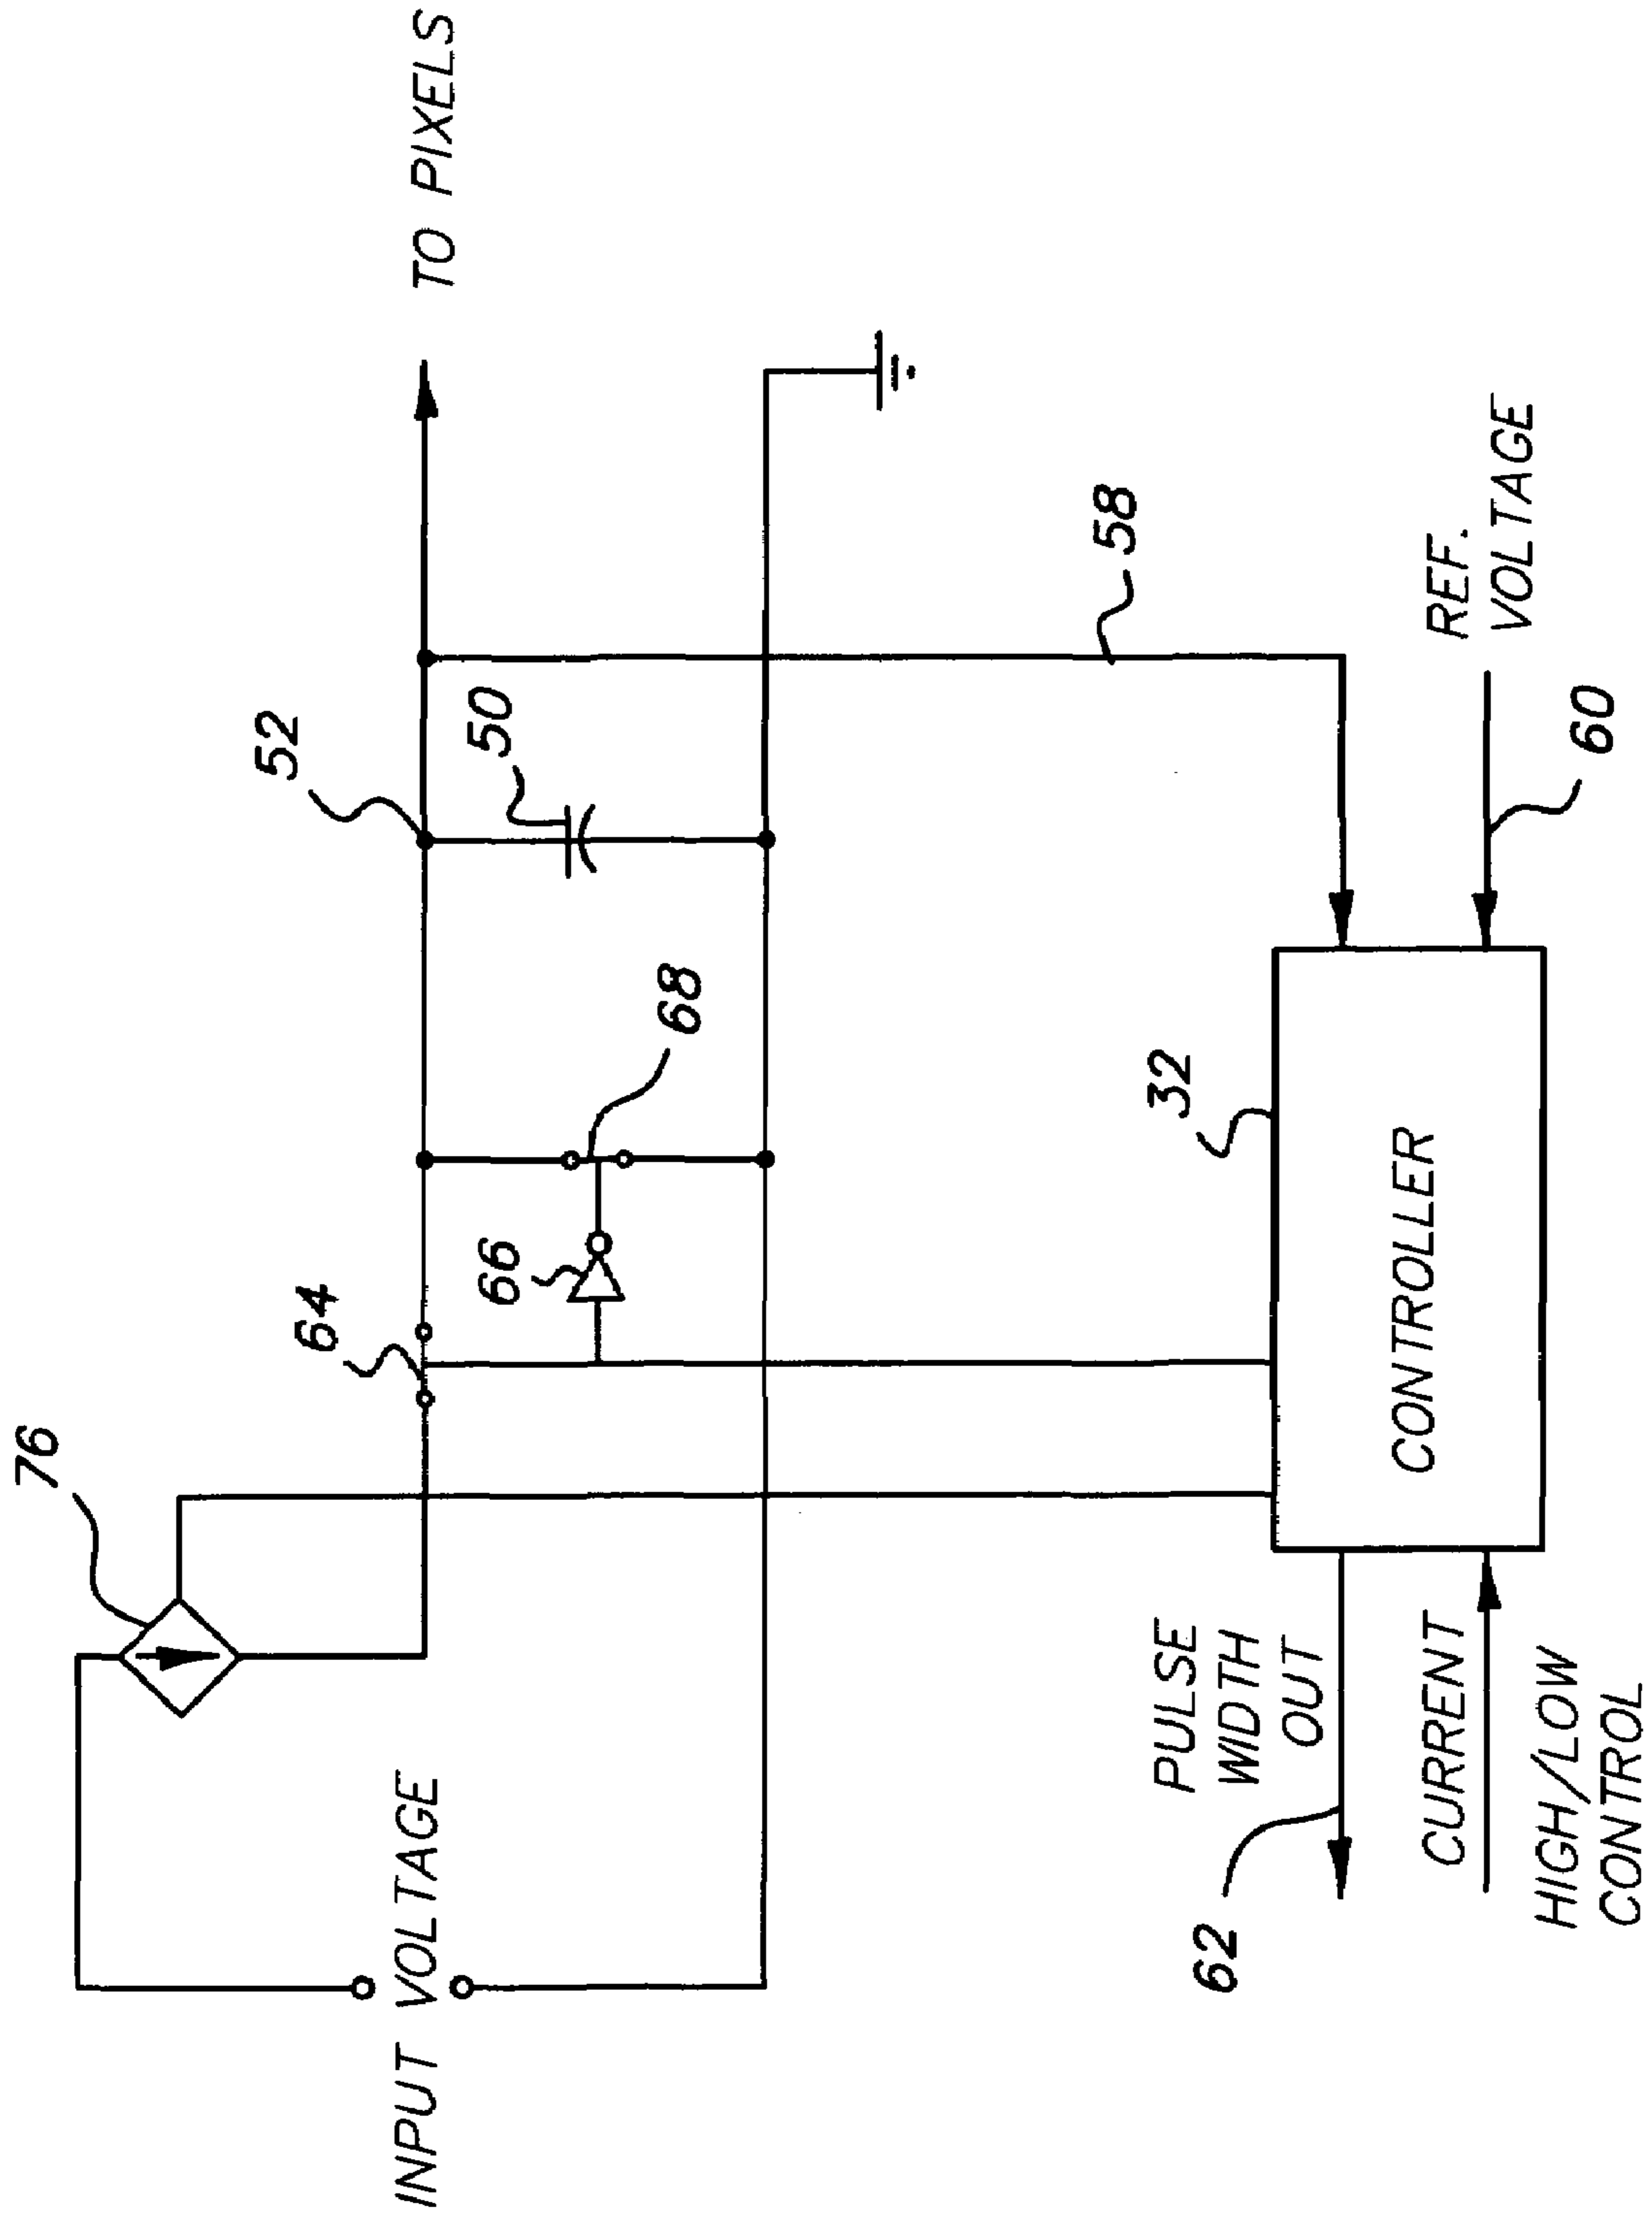 76
52
64
TO PIXELS
50
66
68
INPUT VOLTAGE
58
32
PULSE
WIDTH
OUT
62
CONTROLLER
CURRENT
HIGH/LOW
CONTROL
REF.
VOLTAGE
60